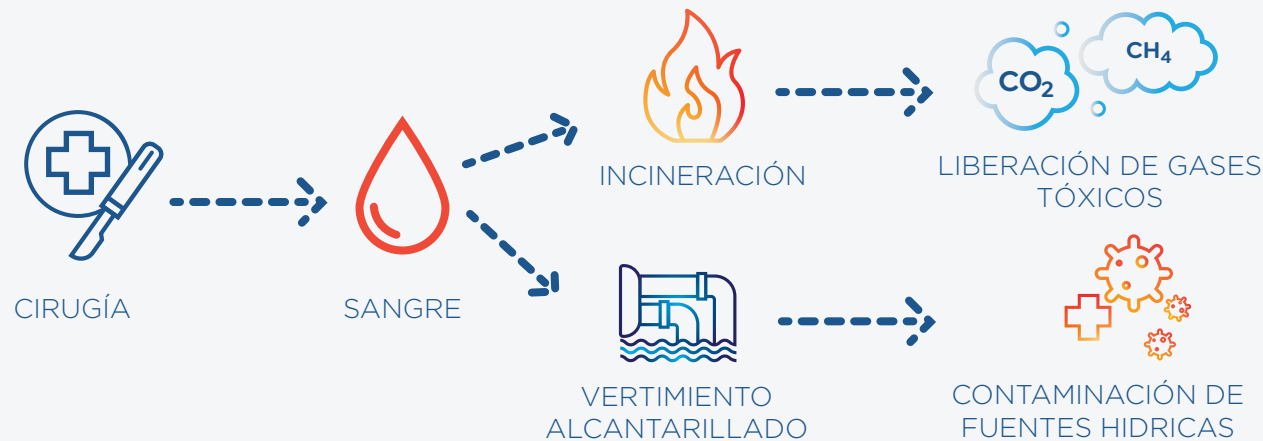 CIRUGÍA
SANGRE
INCINERACIÓN
CO₂
CH₄
LIBERACIÓN DE GASES
TÓXICOS
VERTIMIENTO
ALCANTARILLADO
CONTAMINACIÓN DE
FUENTES HIDRICAS